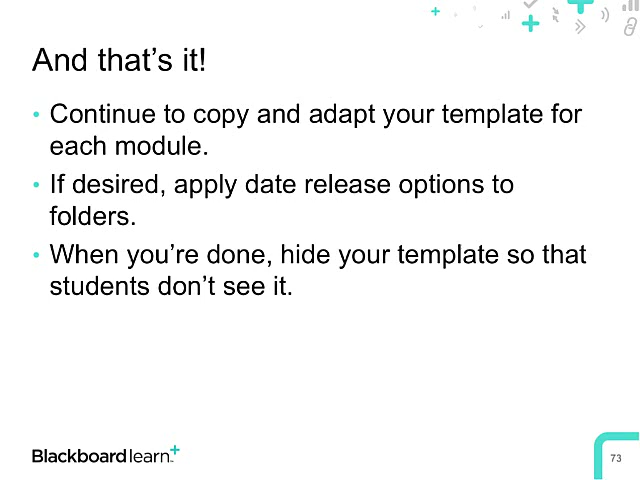 And that’s it!
• Continue to copy and adapt your template for
each module.
• If desired, apply date release options to
folders.
• When you’re done, hide your template so that
students don’t see it.
Blackboard learn+
73